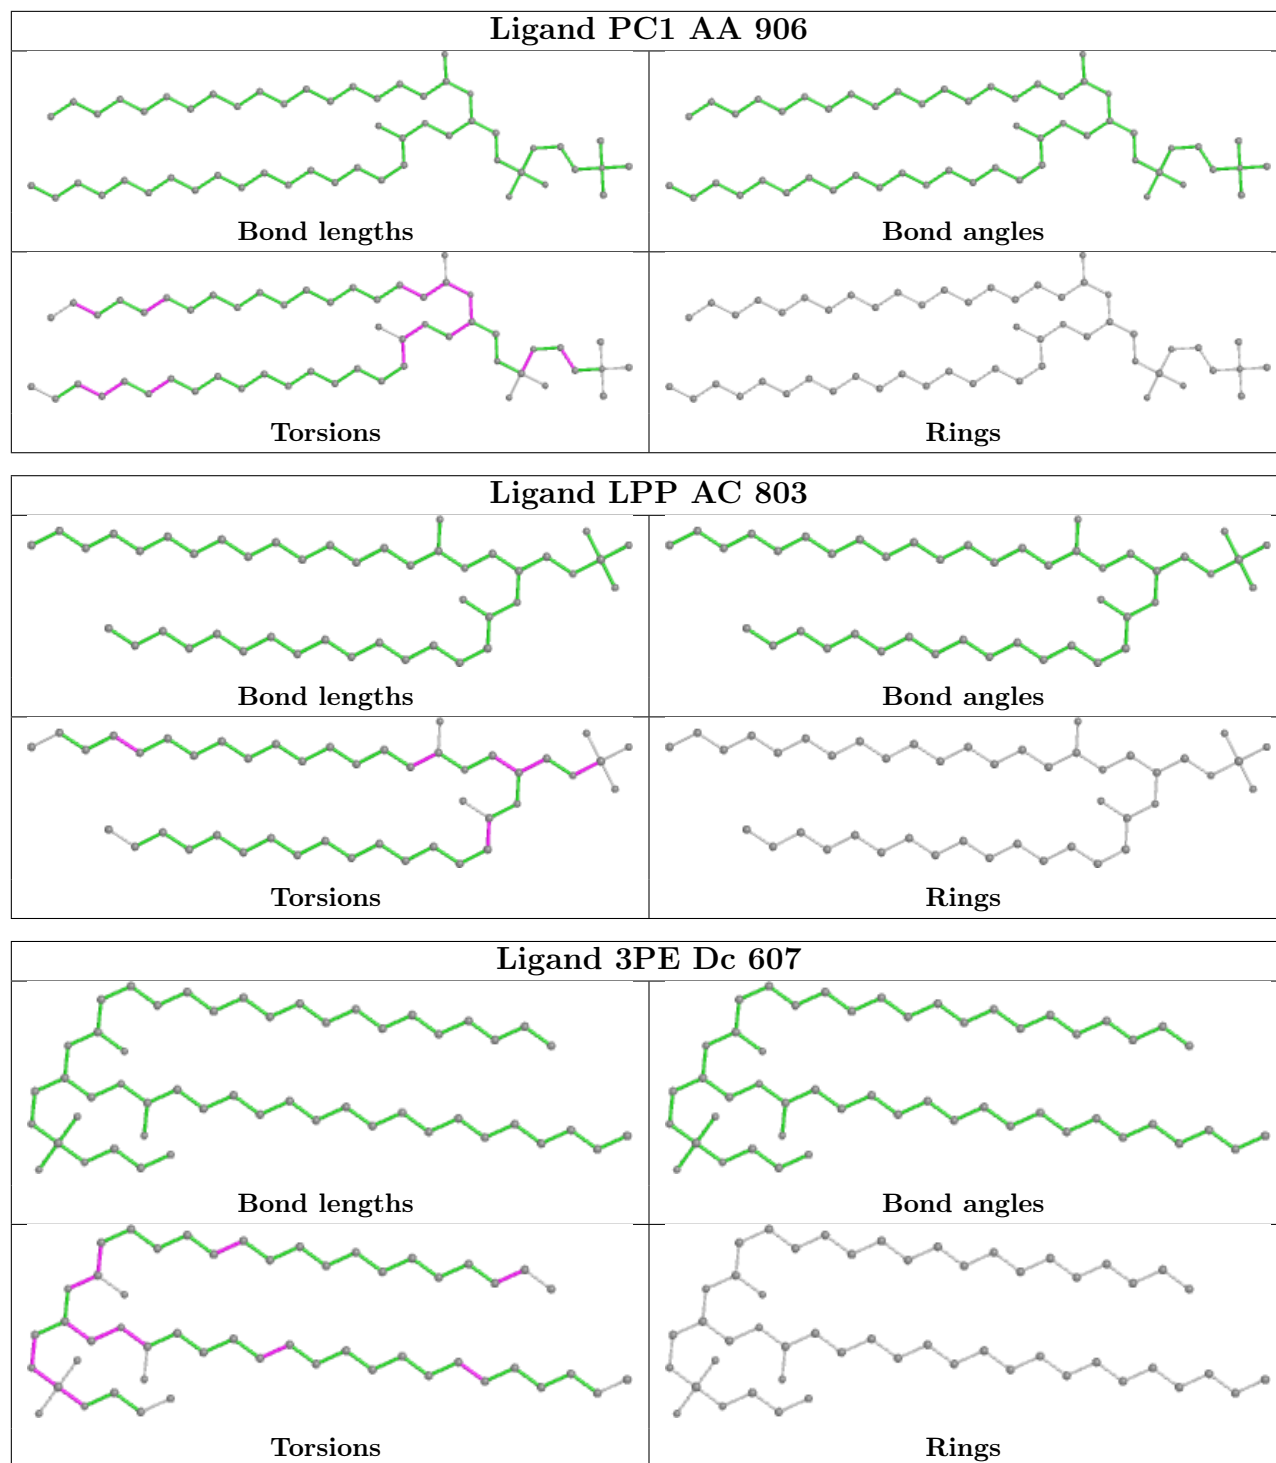 Ligand PC1 AA 906
Bond lengths
Bond angles
Torsions
Rings
Ligand LPP AC 803
Bond lengths
Bond angles
Torsions
Rings
Ligand 3PE Dc 607
Bond lengths
Bond angles
Torsions
Rings